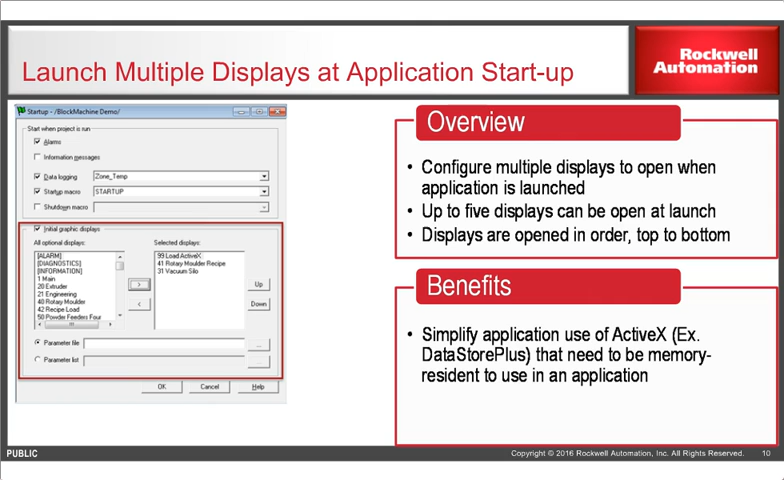 Rockwell
Automation
Launch Multiple Displays at Application Start-up
Startup - /BlockMachine Demo/
Start when project is run
Alarms
Information messages
Data logging
Zone_Temp
Startup macro
STARTUP
Shutdown macro
Initial graphic displays
All optional displays:
Selected displays:
[ALARM]
[DIAGNOSTICS]
[INFORMATION]
1 Main
20 Extruder
21 Engineering
40 Rotary Moulder
42 Recipe Load
50 Powder Feeders Four
>
<
99 Load ActiveX
41 Rotary Moulder Recipe
31 Vacuum Silo
Up
Down
Parameter file
...
Parameter list
...
OK
Cancel
Help
Overview
• Configure multiple displays to open when
application is launched
• Up to five displays can be open at launch
• Displays are opened in order, top to bottom
Benefits
• Simplify application use of ActiveX (Ex.
DataStorePlus) that need to be memory-
resident to use in an application
PUBLIC
Copyright © 2016 Rockwell Automation, Inc. All Rights Reserved.
10